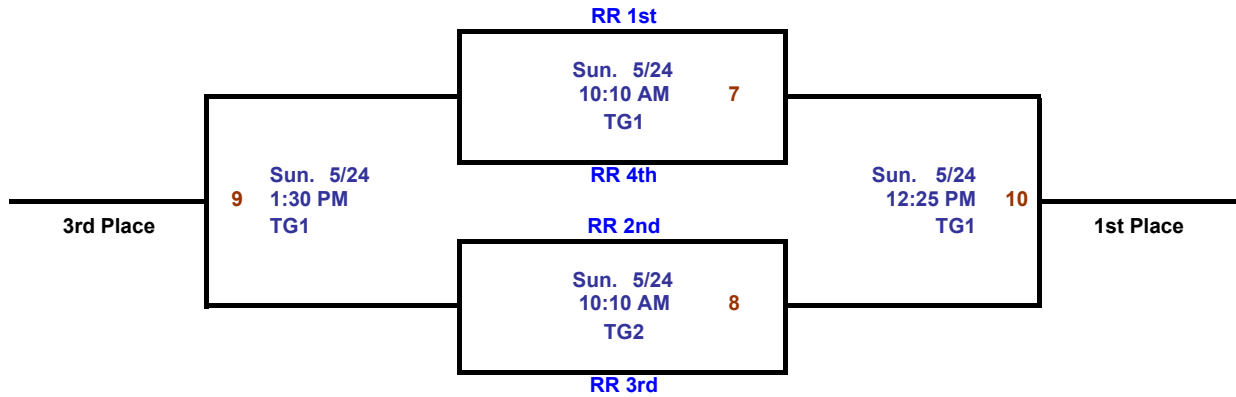 RR 1st
Sun. 5/24
10:10 AM 7
TG1
RR 4th
Sun. 5/24
9 1:30 PM
TG1
3rd Place
Sun. 5/24
12:25 PM 10
TG1
1st Place
RR 2nd
Sun. 5/24
10:10 AM 8
TG2
RR 3rd